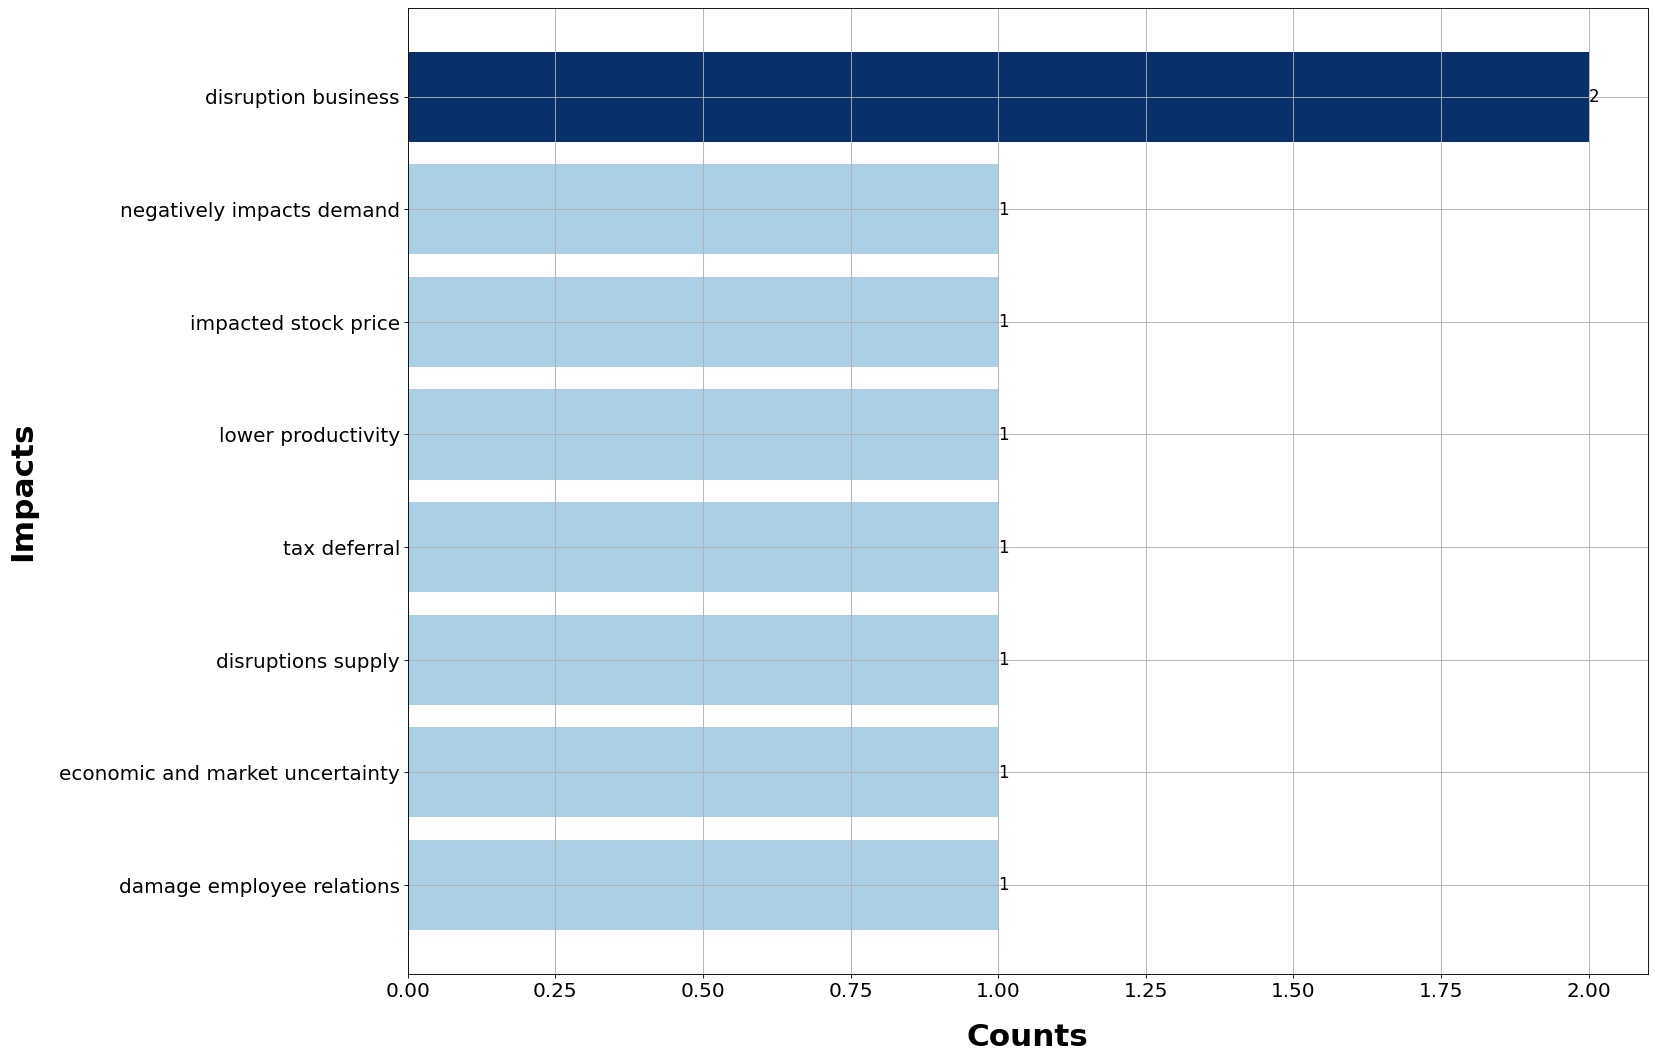 disruption business
2
negatively impacts demand
1
impacted stock price
1
lower productivity
1
tax deferral
1
disruptions supply
1
economic and market uncertainty
1
damage employee relations
1
Impacts
0.00 0.25 0.50 0.75 1.00 1.25 1.50 1.75 2.00
Counts